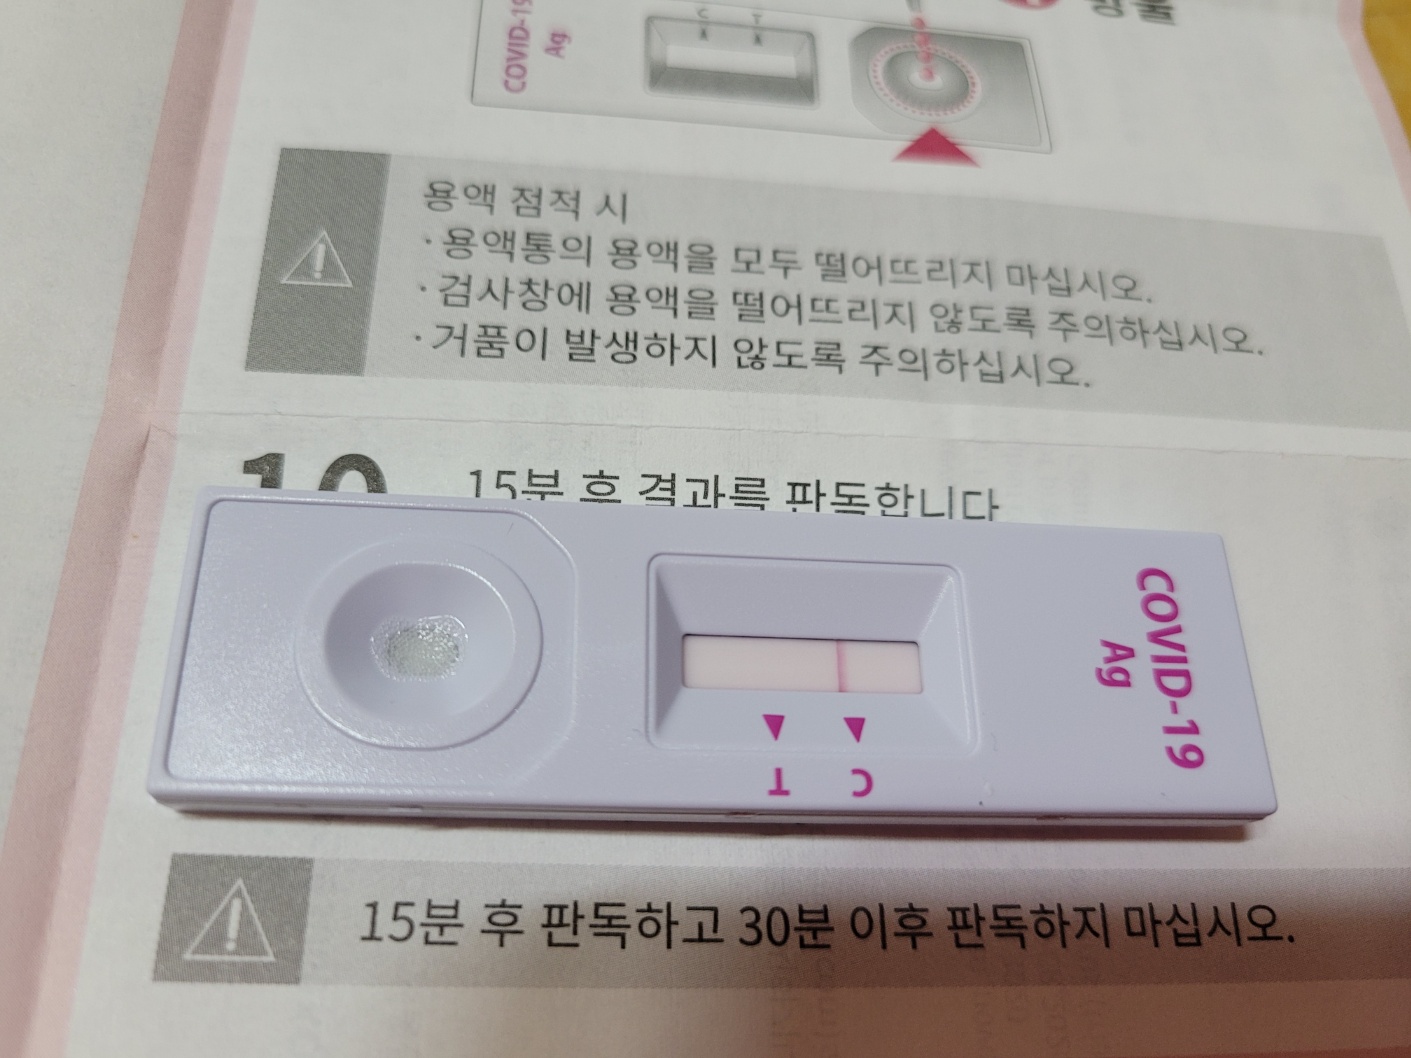 COVID-19
Ag
C T
용액 점적 시
· 용액통의 용액을 모두 떨어뜨리지 마십시오.
· 검사창에 용액을 떨어뜨리지 않도록 주의하십시오.
· 거품이 발생하지 않도록 주의하십시오.
10 15분 후 결과를 판독합니다
COVID-19
Ag
T C
15분 후 판독하고 30분 이후 판독하지 마십시오.